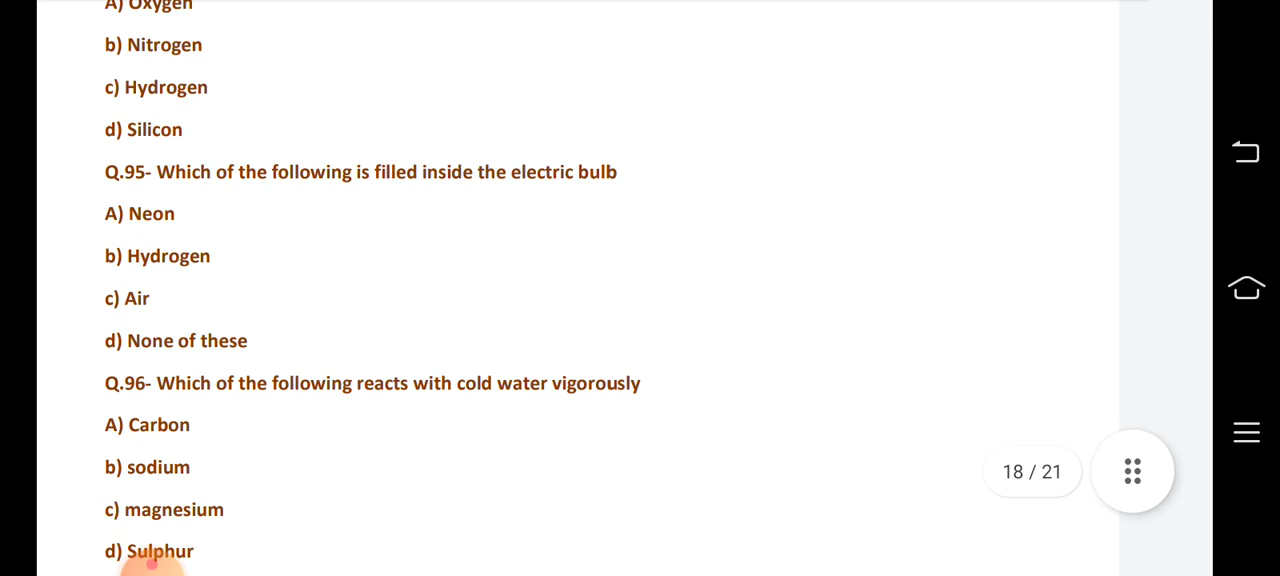 A) Oxygen
b) Nitrogen
c) Hydrogen
d) Silicon
Q.95- Which of the following is filled inside the electric bulb
A) Neon
b) Hydrogen
c) Air
d) None of these
Q.96- Which of the following reacts with cold water vigorously
A) Carbon
b) sodium
c) magnesium
d) Sulphur
18 / 21